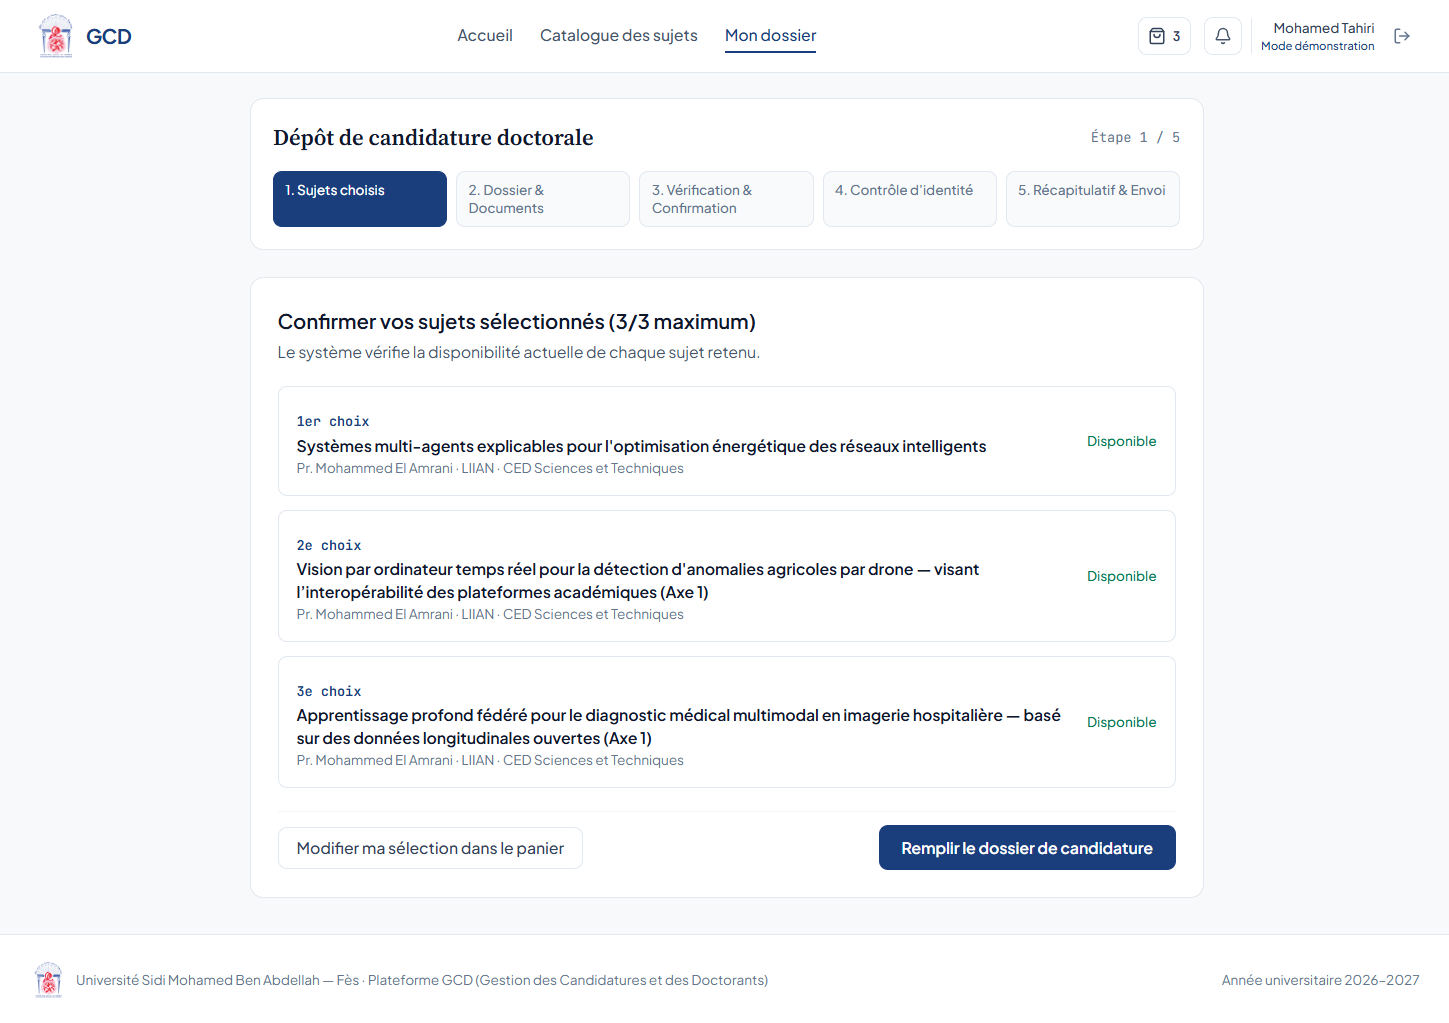 GCD
Accueil
Catalogue des sujets
Mon dossier
3
Mohamed Tahiri
Mode démonstration
Dépôt de candidature doctorale
Étape 1 / 5
1. Sujets choisis
2. Dossier &
Documents
3. Vérification &
Confirmation
4. Contrôle d’identité
5. Récapitulatif & Envoi
Confirmer vos sujets sélectionnés (3/3 maximum)
Le système vérifie la disponibilité actuelle de chaque sujet retenu.
1er choix
Systèmes multi-agents explicables pour l'optimisation énergétique des réseaux intelligents
Pr. Mohammed El Amrani · LIIAN · CED Sciences et Techniques
Disponible
2e choix
Vision par ordinateur temps réel pour la détection d'anomalies agricoles par drone — visant
l’interopérabilité des plateformes académiques (Axe 1)
Pr. Mohammed El Amrani · LIIAN · CED Sciences et Techniques
Disponible
3e choix
Apprentissage profond fédéré pour le diagnostic médical multimodal en imagerie hospitalière — basé
sur des données longitudinales ouvertes (Axe 1)
Pr. Mohammed El Amrani · LIIAN · CED Sciences et Techniques
Disponible
Modifier ma sélection dans le panier
Remplir le dossier de candidature
Université Sidi Mohamed Ben Abdellah — Fès · Plateforme GCD (Gestion des Candidatures et des Doctorants)
Année universitaire 2026–2027